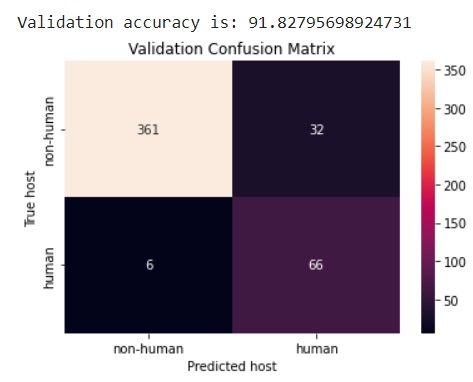 Validation accuracy is: 91.82795698924731
Validation Confusion Matrix
350
300
250
200
150
100
50
non-human
361
32
True host
human
6
66
non-human
human
Predicted host